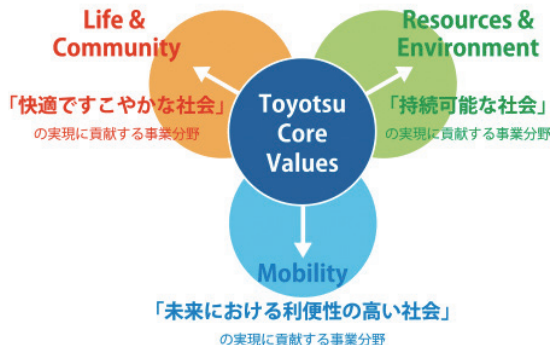 Life &
Community
「快適ですこやかな社会」
の実現に貢献する事業分野
Resources &
Environment
「持続可能な社会」
の実現に貢献する事業分野
Toyotsu
Core
Values
Mobility
「未来における利便性の高い社会」
の実現に貢献する事業分野